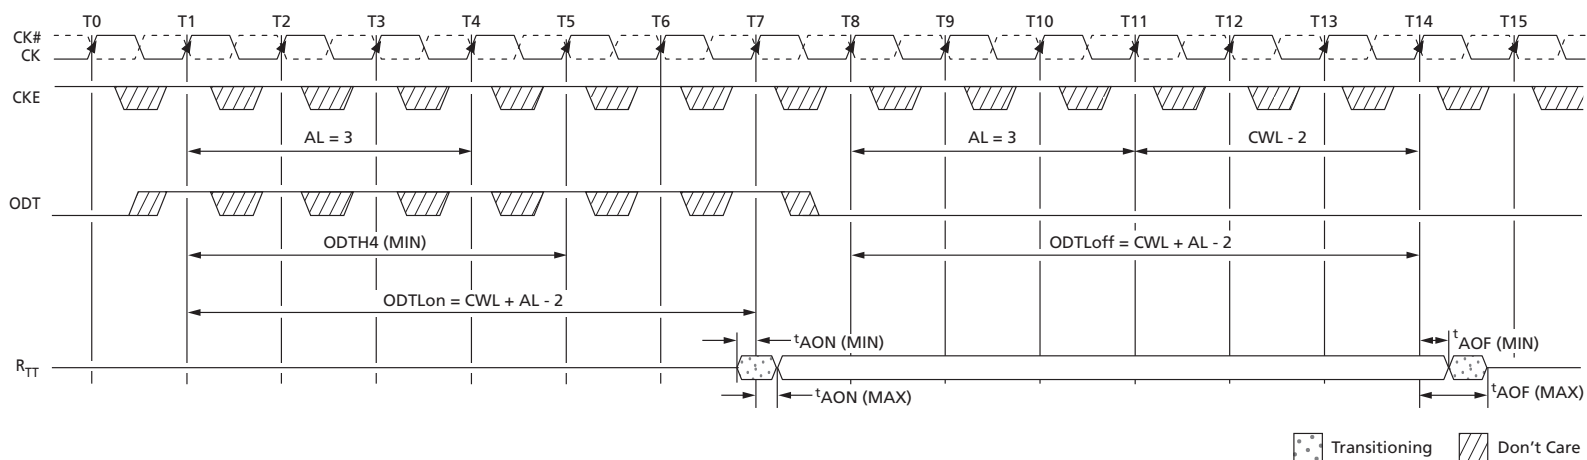 T0 T1 T2 T3 T4 T5 T6 T7 T8 T9 T10 T11 T12 T13 T14 T15
CK#
CK
CKE
AL = 3 AL = 3 CWL - 2
ODT
ODTH4 (MIN) ODTLoff = CWL + AL - 2
ODTLon = CWL + AL - 2
tAON (MIN) tAOF (MIN)
RTT
tAON (MAX) tAOF (MAX)
Transitioning Don't Care